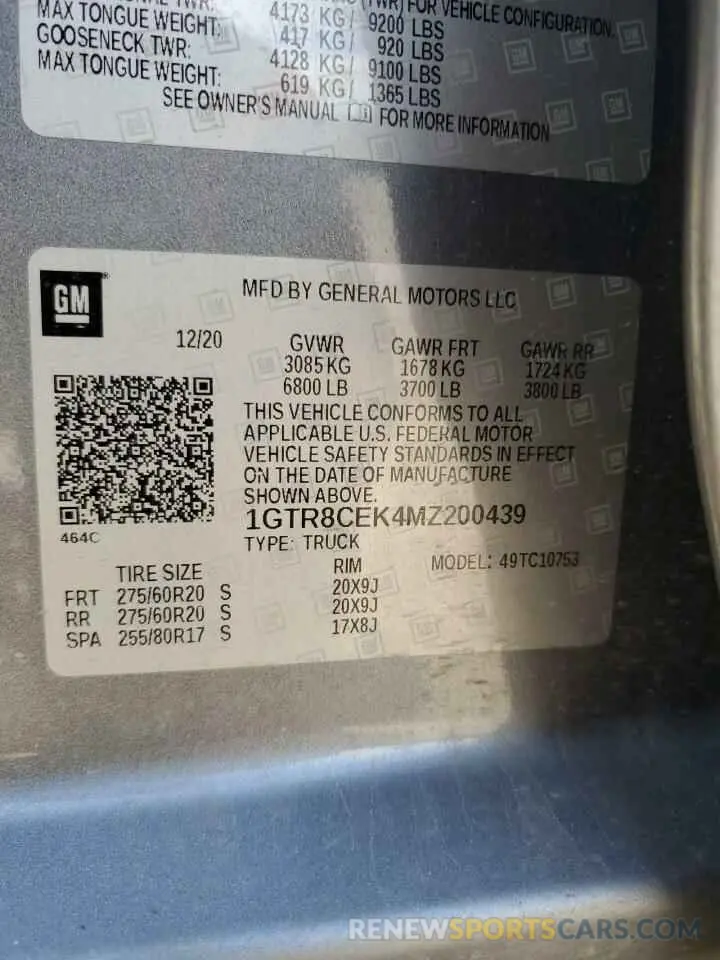 (TWR) FOR VEHICLE CONFIGURATION.
MAX TONGUE WEIGHT: 4173 KG/ 9200 LBS
GOOSENECK TWR: 417 KG/ 920 LBS
MAX TONGUE WEIGHT: 4128 KG/ 9100 LBS
619 KG/ 1365 LBS
SEE OWNER'S MANUAL FOR MORE INFORMATION
GM
MFD BY GENERAL MOTORS LLC
12/20 GVWR GAWR FRT GAWR RR
3085 KG 1678 KG 1724 KG
6800 LB 3700 LB 3800 LB
THIS VEHICLE CONFORMS TO ALL
APPLICABLE U.S. FEDERAL MOTOR
VEHICLE SAFETY STANDARDS IN EFFECT
ON THE DATE OF MANUFACTURE
SHOWN ABOVE.
464C
1GTR8CEK4MZ200439
TYPE: TRUCK MODEL: 49TC10753
TIRE SIZE RIM
FRT 275/60R20 S 20X9J
RR 275/60R20 S 20X9J
SPA 255/80R17 S 17X8J
RENEWSPORTSCARS.COM